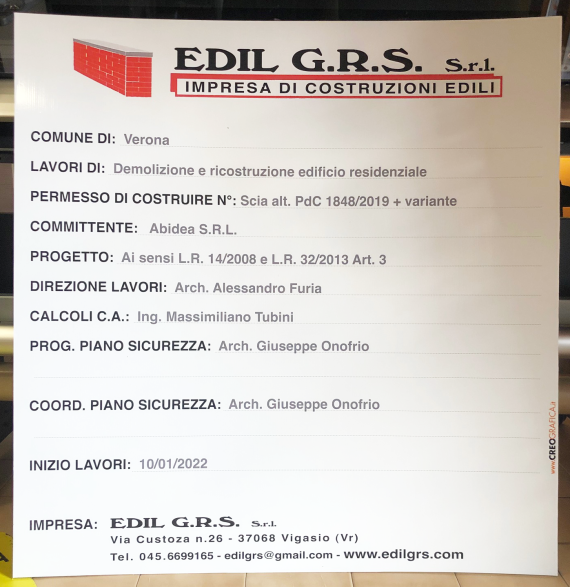 EDIL G.R.S. S.r.l.
IMPRESA DI COSTRUZIONI EDILI
COMUNE DI: Verona
LAVORI DI: Demolizione e ricostruzione edificio residenziale
PERMESSO DI COSTRUIRE N°: Scia alt. PdC 1848/2019 + variante
COMMITTENTE: Abidea S.R.L.
PROGETTO: Ai sensi L.R. 14/2008 e L.R. 32/2013 Art. 3
DIREZIONE LAVORI: Arch. Alessandro Furia
CALCOLI C.A.: Ing. Massimiliano Tubini
PROG. PIANO SICUREZZA: Arch. Giuseppe Onofrio
COORD. PIANO SICUREZZA: Arch. Giuseppe Onofrio
INIZIO LAVORI: 10/01/2022
IMPRESA: EDIL G.R.S. S.r.l.
Via Custoza n.26 - 37068 Vigasio (Vr)
Tel. 045.6699165 - edilgrs@gmail.com - www.edilgrs.com
www.CREOGRAFICA.it